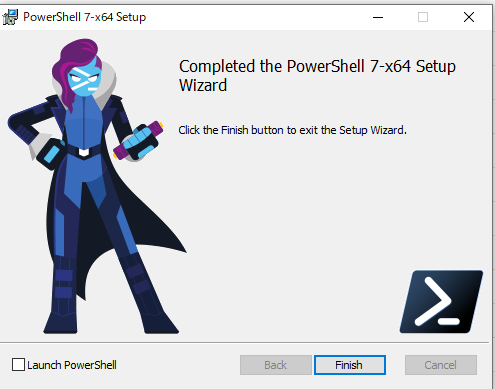 PowerShell 7-x64 Setup
Completed the PowerShell 7-x64 Setup
Wizard
Click the Finish button to exit the Setup Wizard.
Launch PowerShell
Back
Finish
Cancel